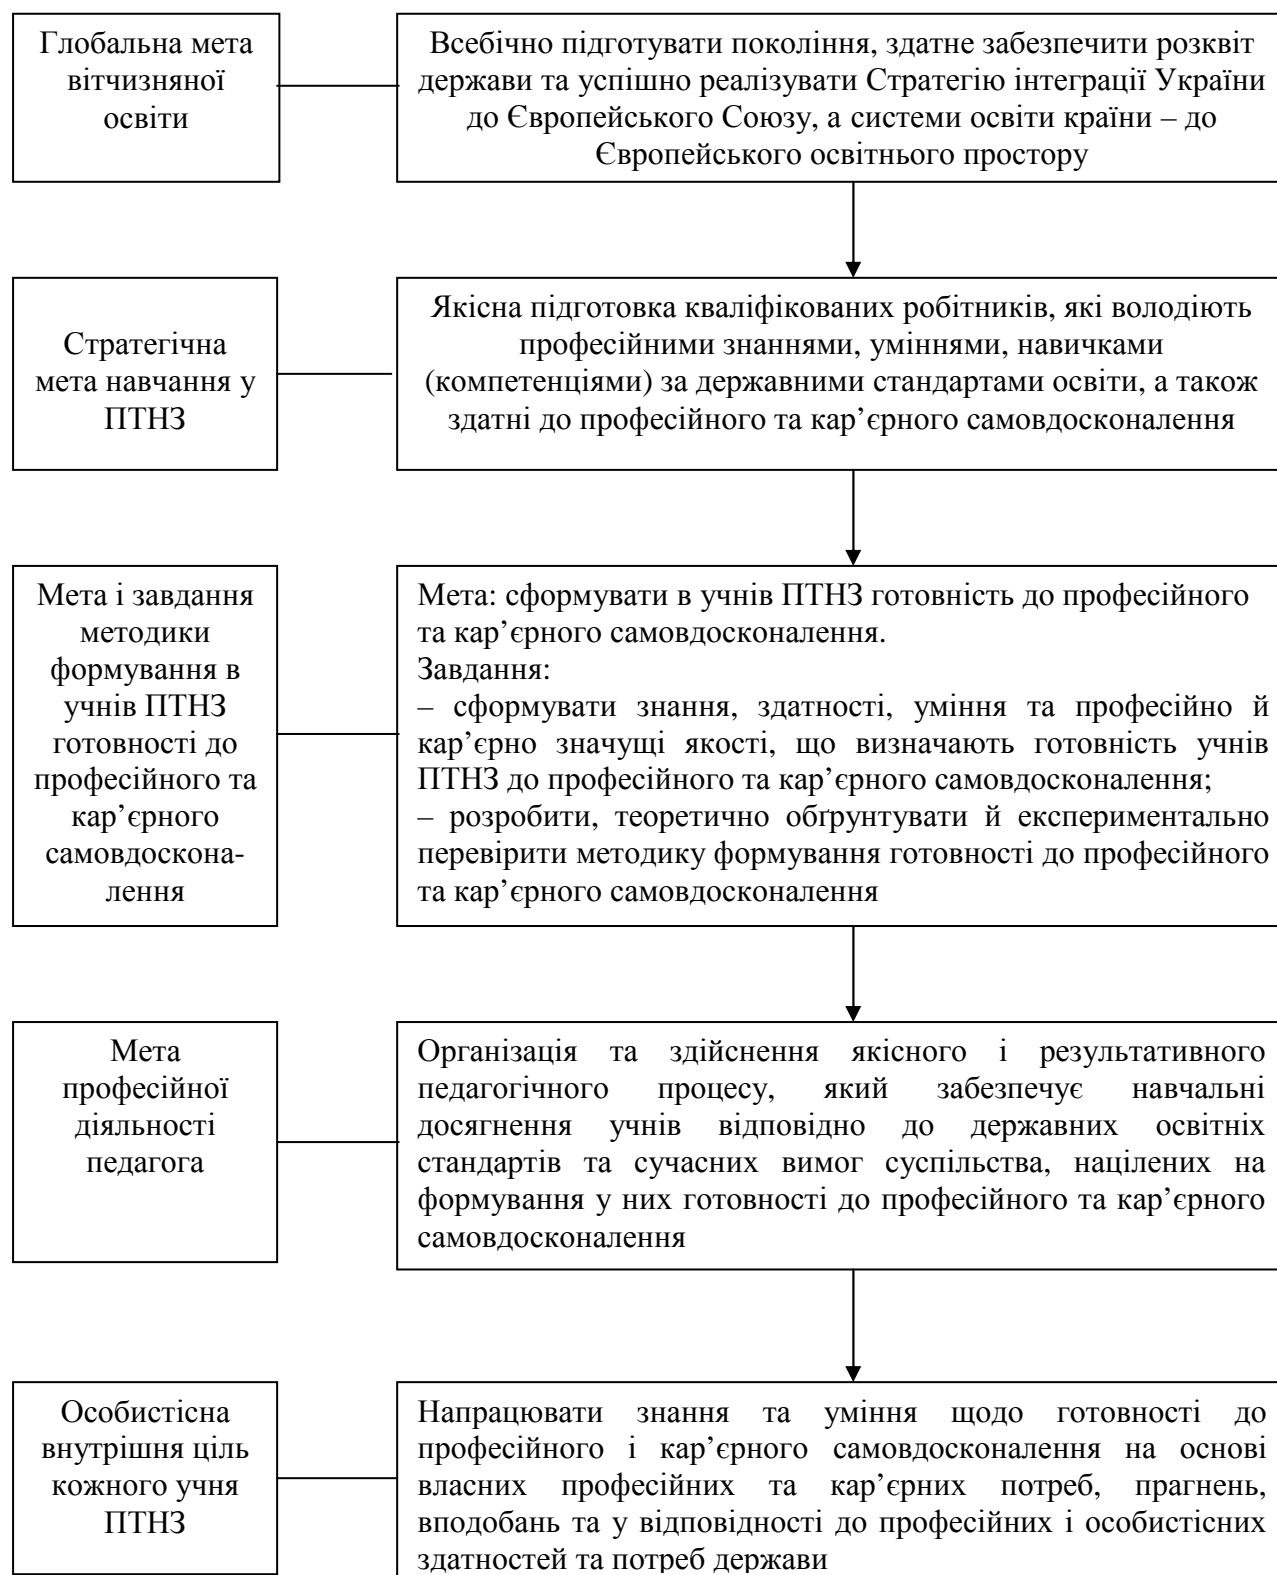 Глобальна мета
вітчизняної
освіти
Всебічно підготувати покоління, здатне забезпечити розквіт
держави та успішно реалізувати Стратегію інтеграції України
до Європейського Союзу, а системи освіти країни – до
Європейського освітнього простору
Стратегічна
мета навчання у
ПТНЗ
Якісна підготовка кваліфікованих робітників, які володіють
професійними знаннями, уміннями, навичками
(компетенціями) за державними стандартами освіти, а також
здатні до професійного та кар’єрного самовдосконалення
Мета і завдання
методики
формування в
учнів ПТНЗ
готовності до
професійного та
кар’єрного
самовдоскона-
лення
Мета: сформувати в учнів ПТНЗ готовність до професійного
та кар’єрного самовдосконалення.
Завдання:
– сформувати знання, здатності, уміння та професійно й
кар’єрно значущі якості, що визначають готовність учнів
ПТНЗ до професійного та кар’єрного самовдосконалення;
– розробити, теоретично обґрунтувати й експериментально
перевірити методику формування готовності до професійного
та кар’єрного самовдосконалення
Мета
професійної
діяльності
педагога
Організація та здійснення якісного і результативного
педагогічного процесу, який забезпечує навчальні
досягнення учнів відповідно до державних освітніх
стандартів та сучасних вимог суспільства, націлених на
формування у них готовності до професійного та кар’єрного
самовдосконалення
Особистісна
внутрішня ціль
кожного учня
ПТНЗ
Напрацювати знання та уміння щодо готовності до
професійного і кар’єрного самовдосконалення на основі
власних професійних та кар’єрних потреб, прагнень,
вподобань та у відповідності до професійних і особистісних
здатностей та потреб держави